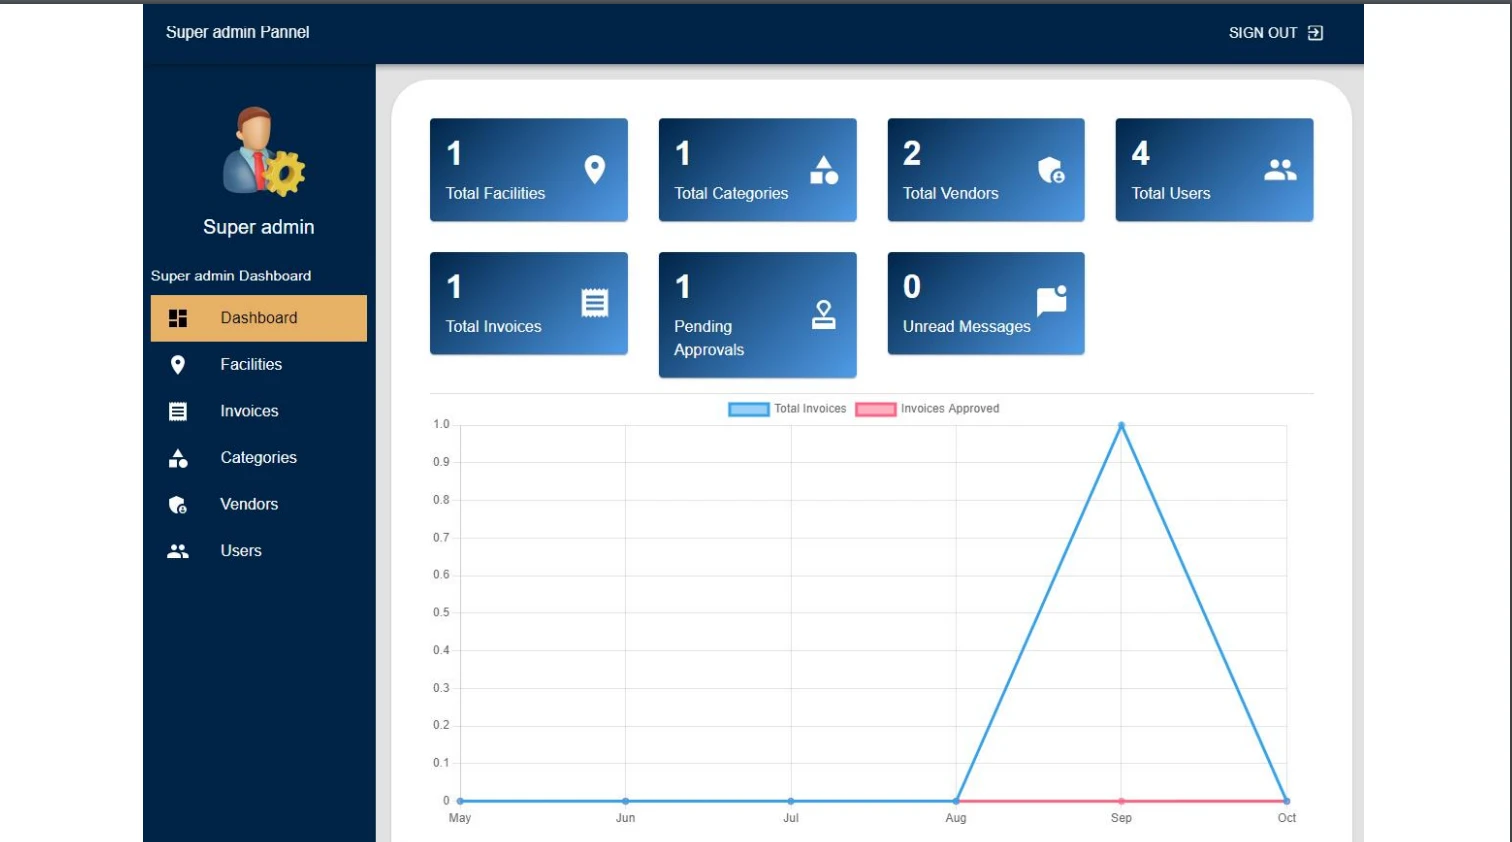 Super admin Pannel
SIGN OUT
Super admin
Super admin Dashboard
Dashboard
Facilities
Invoices
Categories
Vendors
Users
1
Total Facilities
1
Total Categories
2
Total Vendors
4
Total Users
1
Total Invoices
1
Pending
Approvals
0
Unread Messages
Total Invoices
Invoices Approved
1.0
0.9
0.8
0.7
0.6
0.5
0.4
0.3
0.2
0.1
0
May
Jun
Jul
Aug
Sep
Oct